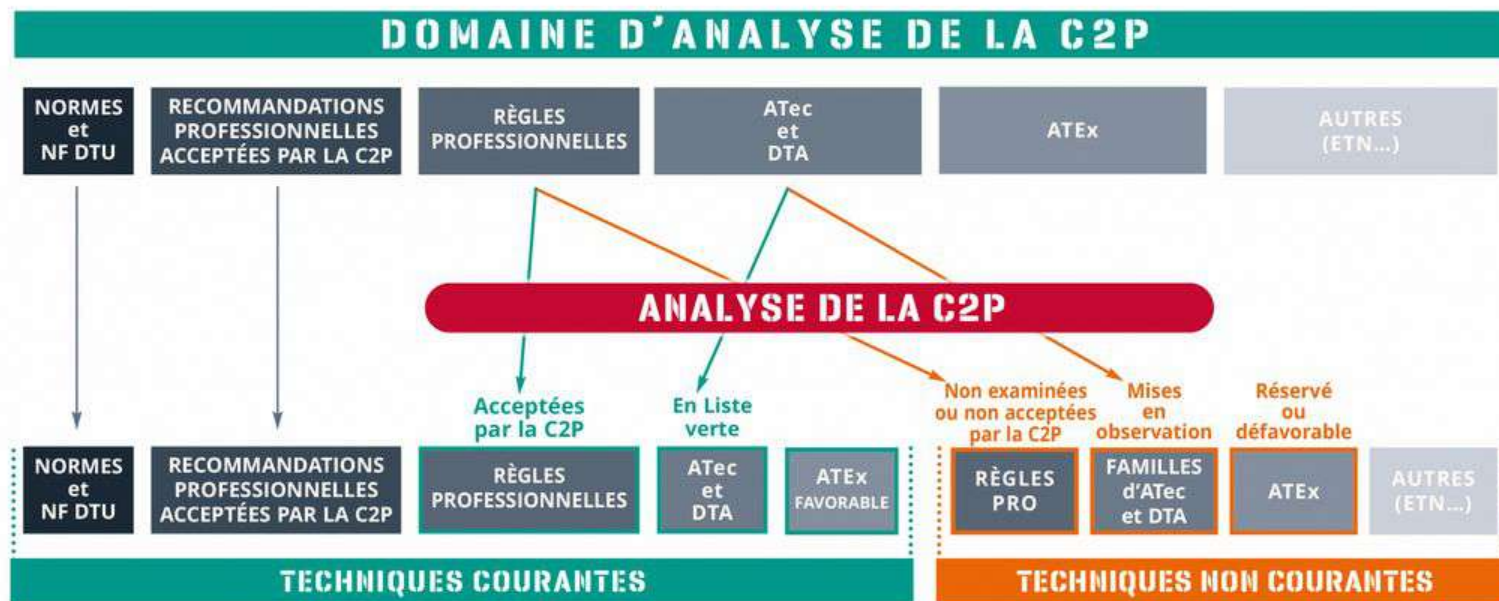 DOMAINE D'ANALYSE DE LA C2P
NORMES
et
NF DTU
RECOMMANDATIONS
PROFESSIONNELLES
ACCEPTÉES PAR LA C2P
RÈGLES
PROFESSIONNELLES
ATec
et
DTA
ATEx
AUTRES
(ETN...)
ANALYSE DE LA C2P
Acceptées
par la C2P
En Liste
verte
Non examinées
ou non acceptées
par la C2P
Mises
en
observation
Réservé
ou
défavorable
NORMES
et
NF DTU
RECOMMANDATIONS
PROFESSIONNELLES
ACCEPTÉES PAR LA C2P
RÈGLES
PROFESSIONNELLES
ATec
et
DTA
ATEx
FAVORABLE
RÈGLES
PRO
FAMILLES
d'ATec
et DTA
ATEx
AUTRES
(ETN...)
TECHNIQUES COURANTES
TECHNIQUES NON COURANTES